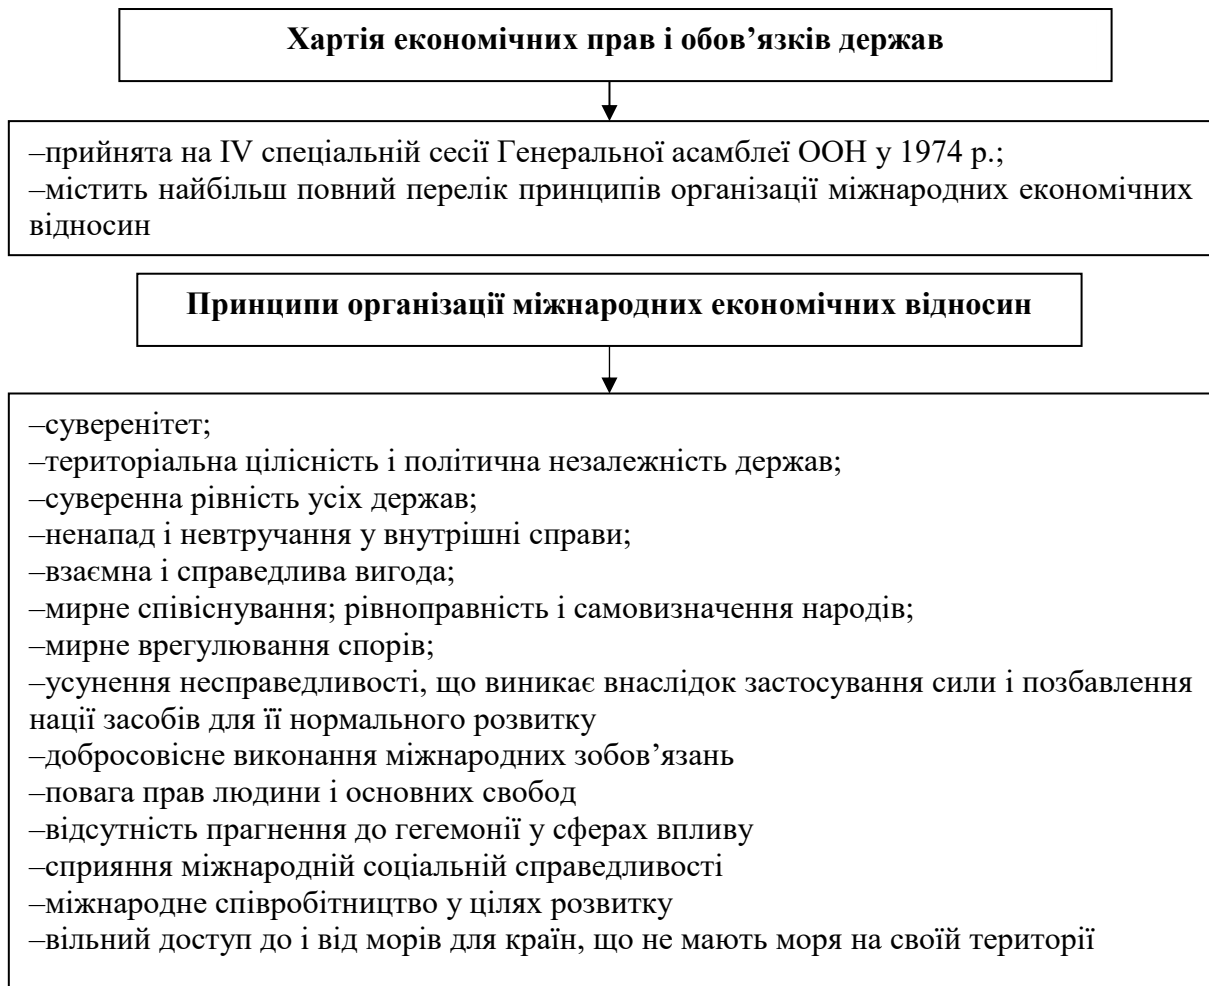 Хартія економічних прав і обов’язків держав
–прийнята на IV спеціальній сесії Генеральної асамблеї ООН у 1974 р.;
–містить найбільш повний перелік принципів організації міжнародних економічних
відносин
Принципи організації міжнародних економічних відносин
–суверенітет;
–територіальна цілісність і політична незалежність держав;
–суверенна рівність усіх держав;
–ненапад і невтручання у внутрішні справи;
–взаємна і справедлива вигода;
–мирне співіснування; рівноправність і самовизначення народів;
–мирне врегулювання спорів;
–усунення несправедливості, що виникає внаслідок застосування сили і позбавлення
нації засобів для її нормального розвитку
–добросовісне виконання міжнародних зобов’язань
–повага прав людини і основних свобод
–відсутність прагнення до гегемонії у сферах впливу
–сприяння міжнародній соціальній справедливості
–міжнародне співробітництво у цілях розвитку
–вільний доступ до і від морів для країн, що не мають моря на своїй території